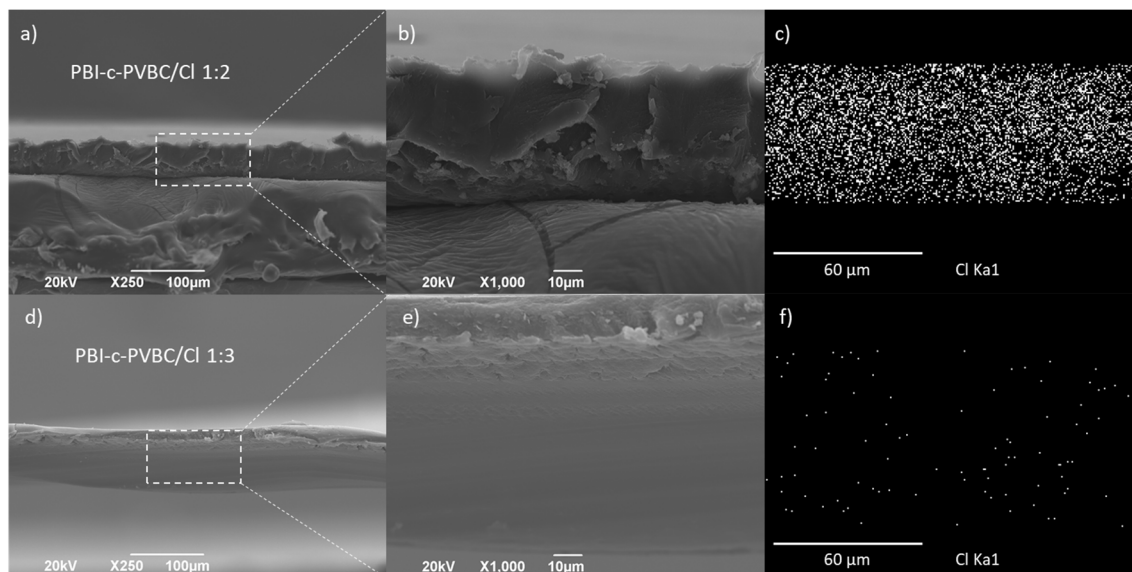 a)
PBI-c-PVBC/Cl 1:2
20kV X250 100µm
b)
20kV X1,000 10µm
c)
60 µm Cl Ka1
d)
PBI-c-PVBC/Cl 1:3
20kV X250 100µm
e)
20kV X1,000 10µm
f)
60 µm Cl Ka1